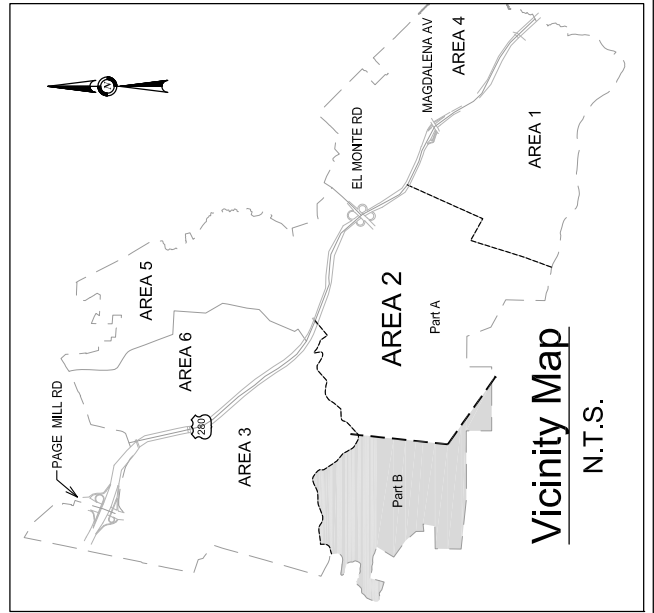 PAGE MILL RD
N
AREA 5
AREA 6
280
AREA 3
EL MONTE RD
MAGDALENA AV
AREA 4
AREA 2
Part A
AREA 1
Part B
Vicinity Map
N.T.S.